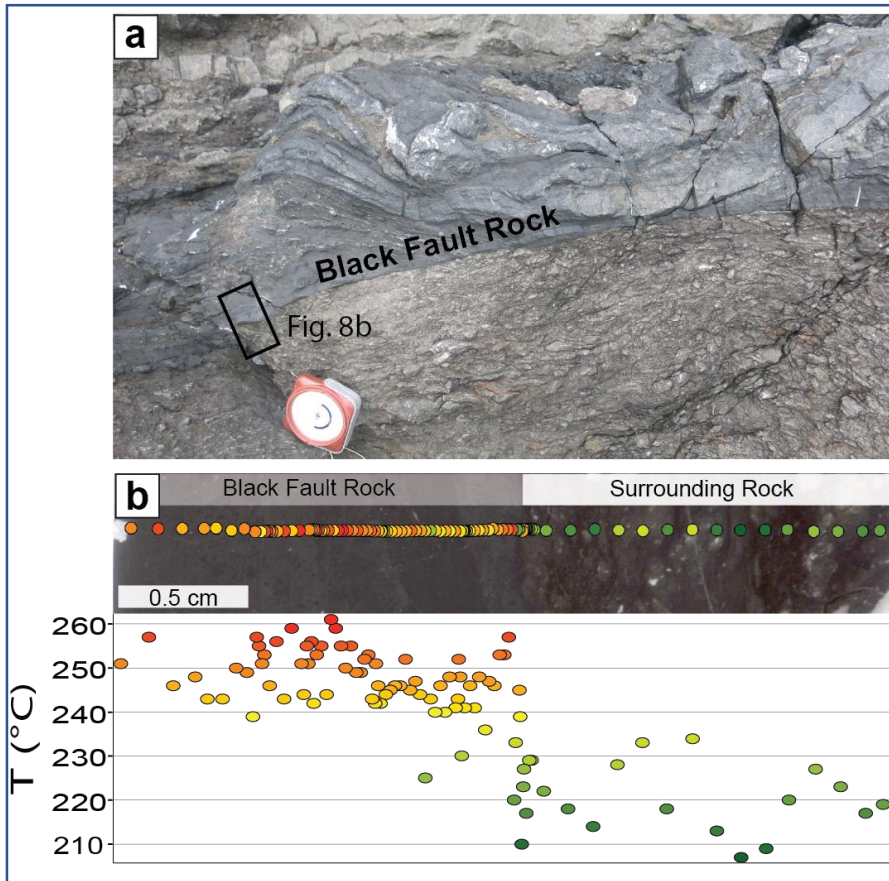 a
Black Fault Rock
Fig. 8b
b
Black Fault Rock
Surrounding Rock
0.5 cm
260
250
240
230
220
210
T (°C)